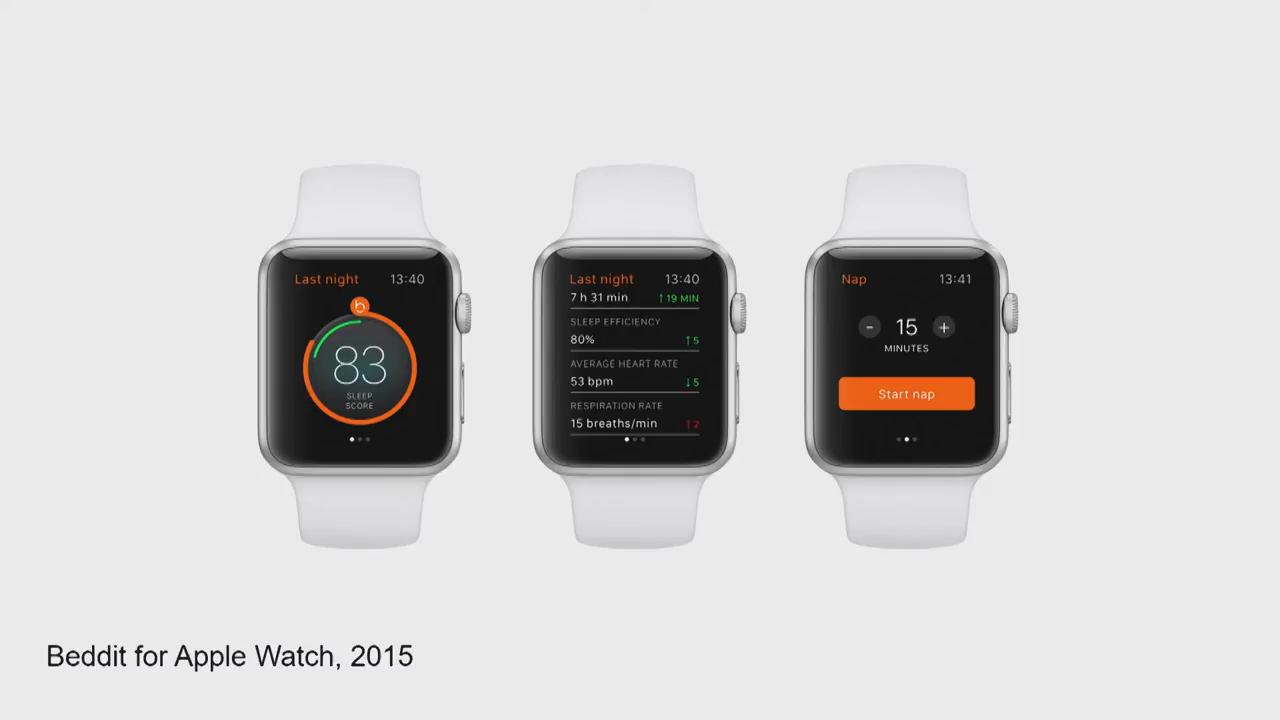 Last night 13:40
b
83
SLEEP
SCORE
Last night 13:40
7 h 31 min ↑ 19 MIN
SLEEP EFFICIENCY
80% ↑ 5
AVERAGE HEART RATE
53 bpm ↓ 5
RESPIRATION RATE
15 breaths/min ↑ 2
Nap 13:41
- 15 +
MINUTES
Start nap
Beddit for Apple Watch, 2015